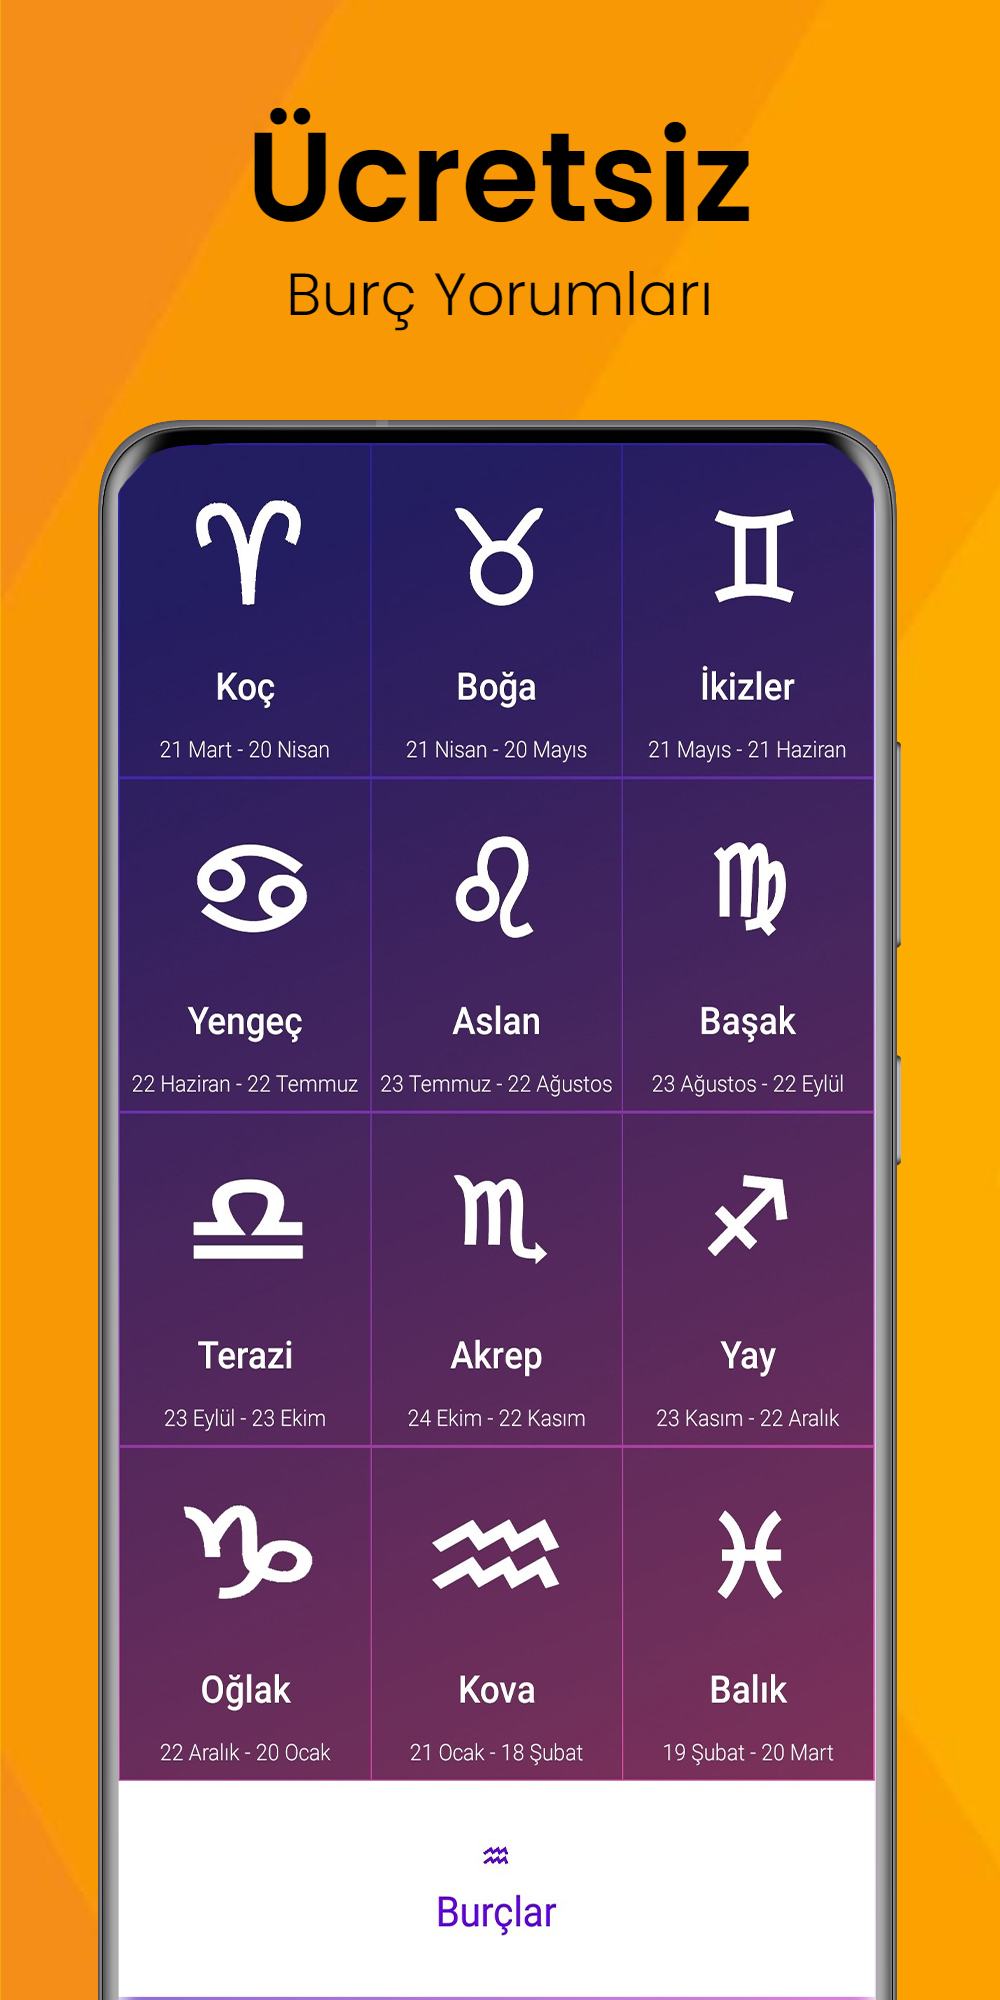 Ücretsiz
Burç Yorumları
Koç
21 Mart - 20 Nisan
Boğa
21 Nisan - 20 Mayıs
İkizler
21 Mayıs - 21 Haziran
Yengeç
22 Haziran - 22 Temmuz
Aslan
23 Temmuz - 22 Ağustos
Başak
23 Ağustos - 22 Eylül
Terazi
23 Eylül - 23 Ekim
Akrep
24 Ekim - 22 Kasım
Yay
23 Kasım - 22 Aralık
Oğlak
22 Aralık - 20 Ocak
Kova
21 Ocak - 18 Şubat
Balık
19 Şubat - 20 Mart
Burçlar